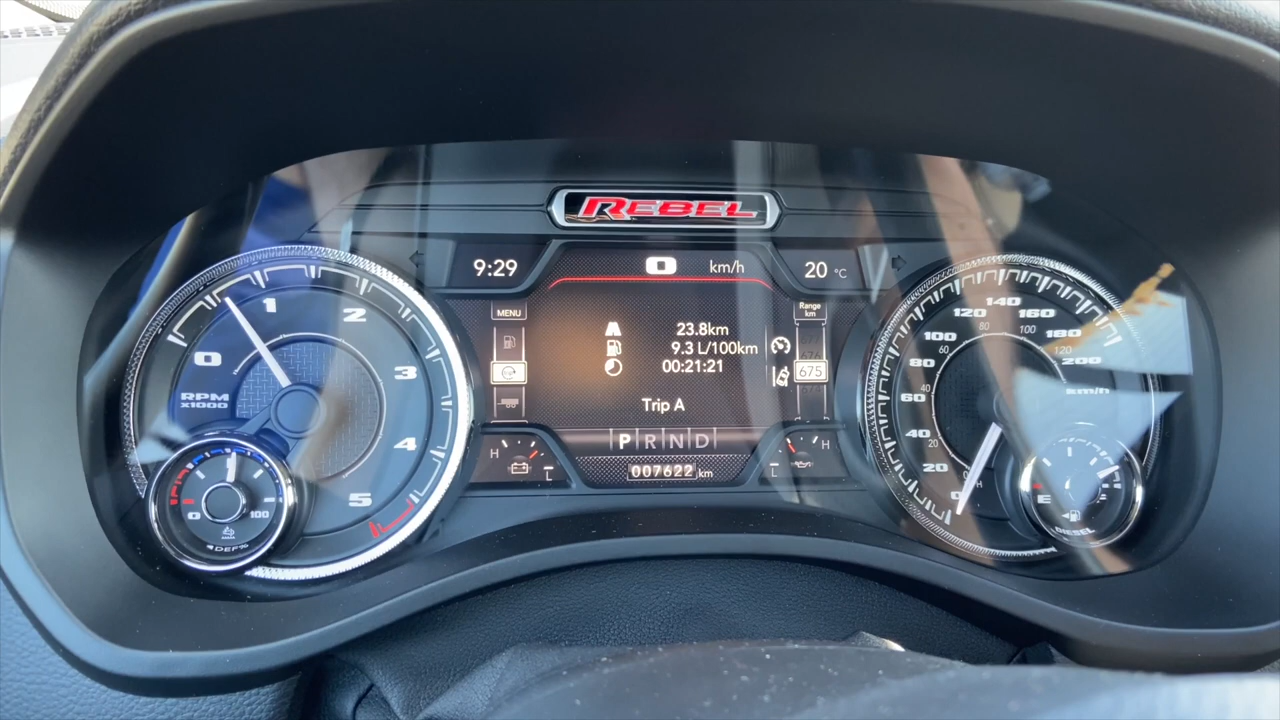 REBEL
9:29
0 km/h
20 °C
MENU
Range
km
23.8km
9.3 L/100km
00:21:21
675
Trip A
P R N D
007622 km
H
L
H
L
0
1
2
3
4
5
RPM
x1000
0
100
DEF%
0
20
40
60
80
100
120
140
160
180
200
km/h
20
40
60
80
100
120
E
DIESEL